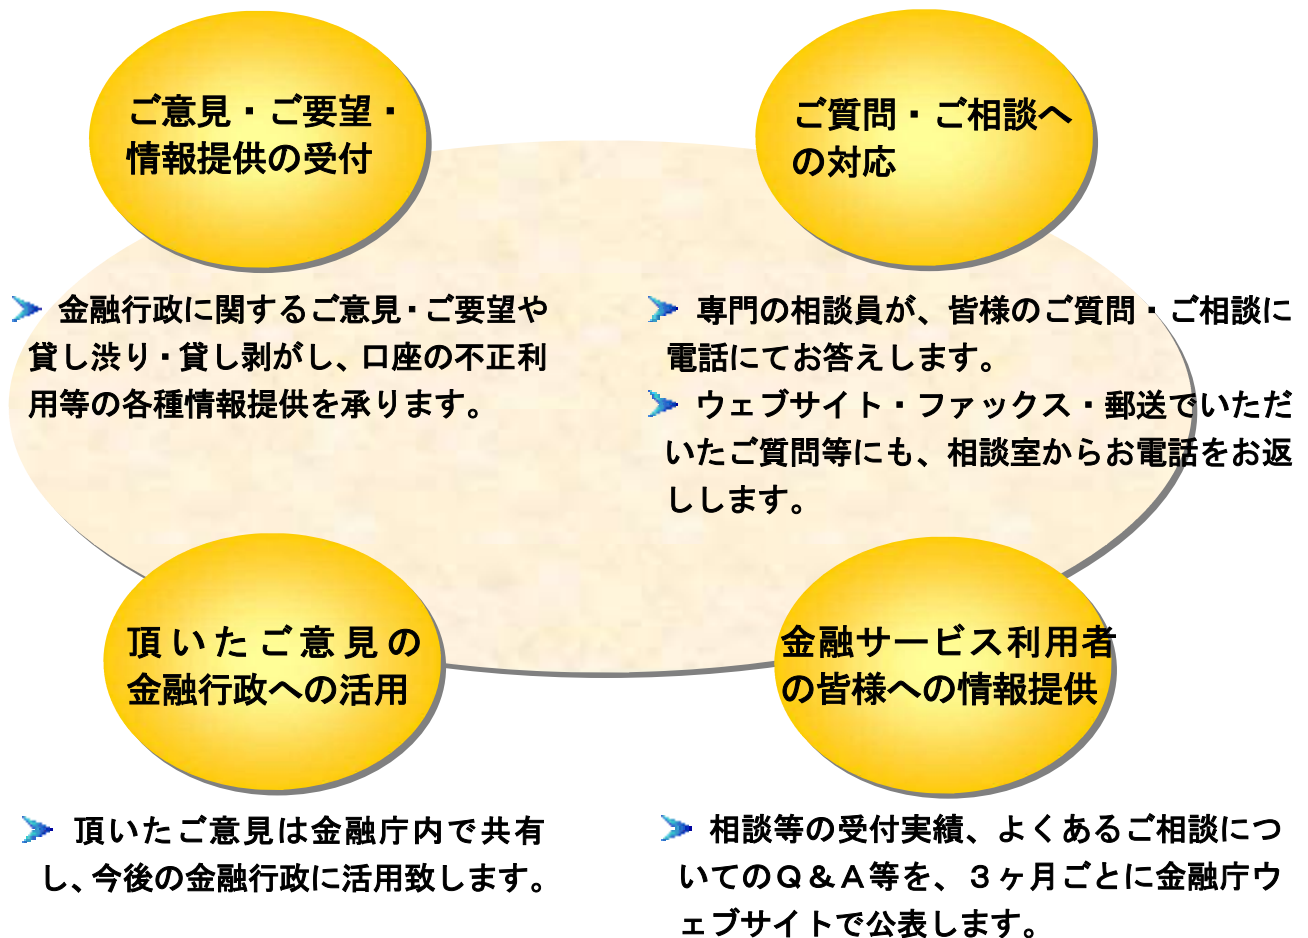 ご意見・ご要望・
情報提供の受付
金融行政に関するご意見・ご要望や
貸し渋り・貸し剥がし、口座の不正利
用等の各種情報提供を承ります。
ご質問・ご相談へ
の対応
専門の相談員が、皆様のご質問・ご相談に
電話にてお答えします。
ウェブサイト・ファックス・郵送でいただ
いたご質問等にも、相談室からお電話をお返
しします。
頂いたご意見の
金融行政への活用
頂いたご意見は金融庁内で共有
し、今後の金融行政に活用致します。
金融サービス利用者
の皆様への情報提供
相談等の受付実績、よくあるご相談につ
いてのＱ＆Ａ等を、３ヶ月ごとに金融庁ウ
ェブサイトで公表します。